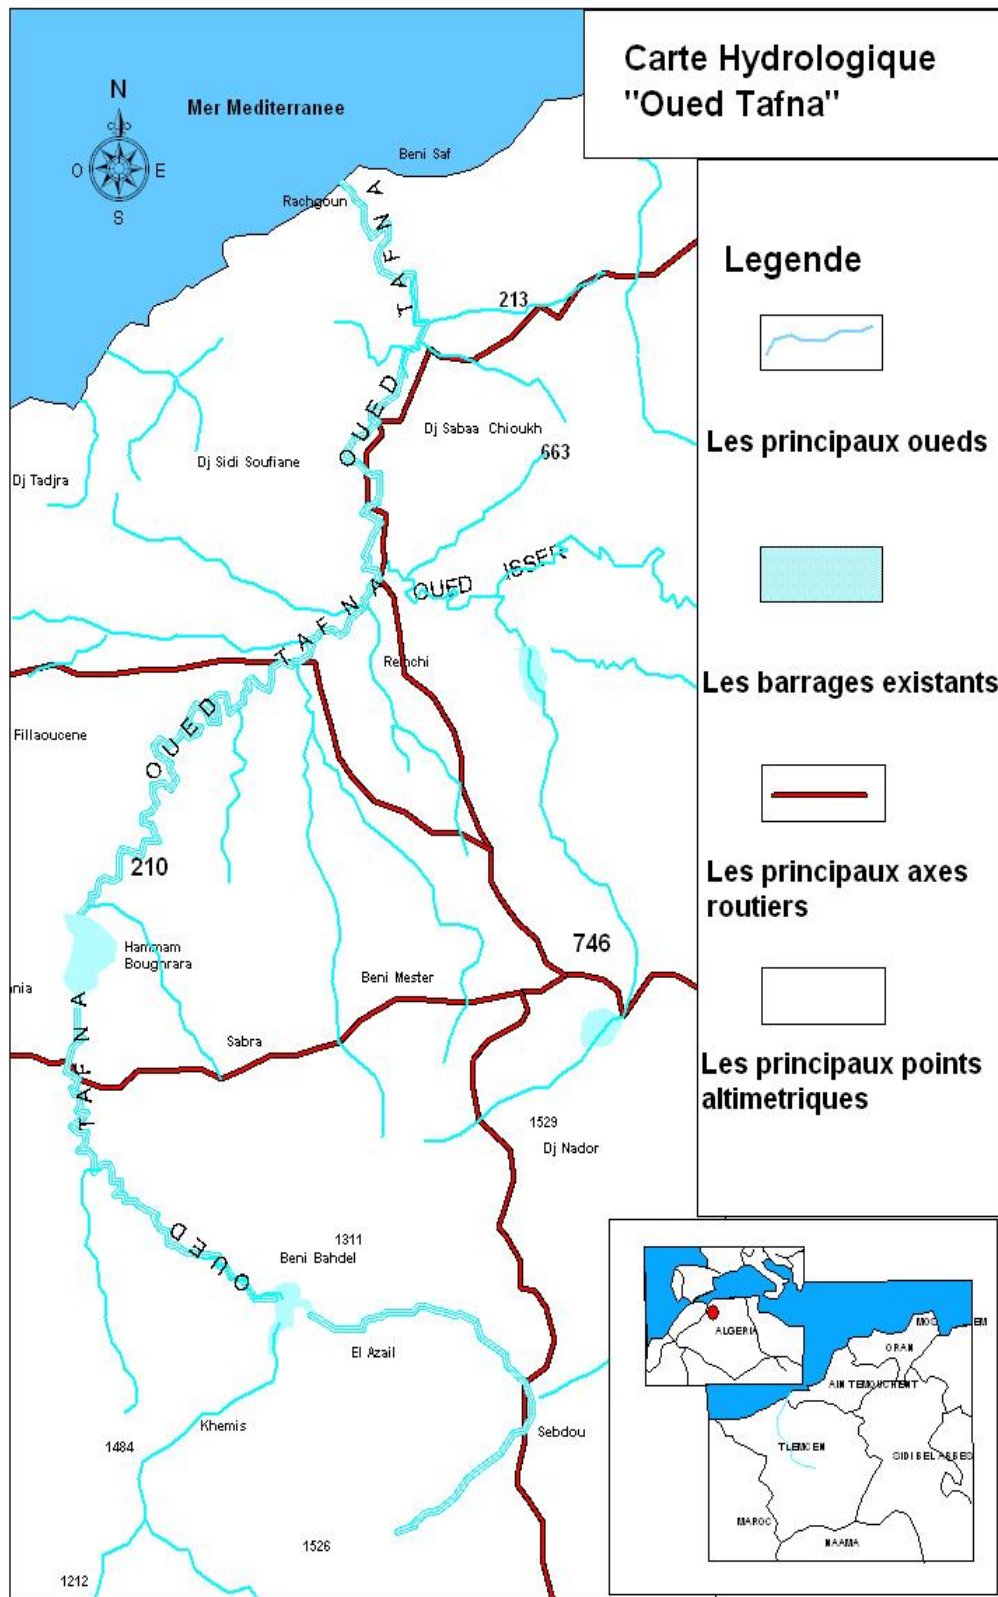 Carte Hydrologique
"Oued Tafna"
N
O
E
S
Mer Mediterranee
Beni Saf
Rachgoun
OUED TAFNA
213
Legende
Les principaux oueds
Les barrages existants
Les principaux axes
routiers
Les principaux points
altimetriques
Dj Sabaa Chioukh
663
Dj Sidi Soufiane
Dj Tadjra
OUED ISSER
OUED TAFNA
Remchi
Fillaoucene
210
746
Hammam
Boughrara
nia
Beni Mester
Sabra
OUED TAFNA
1529
Dj Nador
1311
Beni Bahdel
El Azail
Khemis
Sebdou
1484
1526
1212
ALGERIA
MOS EM
ORAN
AIN TEMOUCHENT
TLEMCEN
SIDI BEL ABBES
MAROC
NAAMA